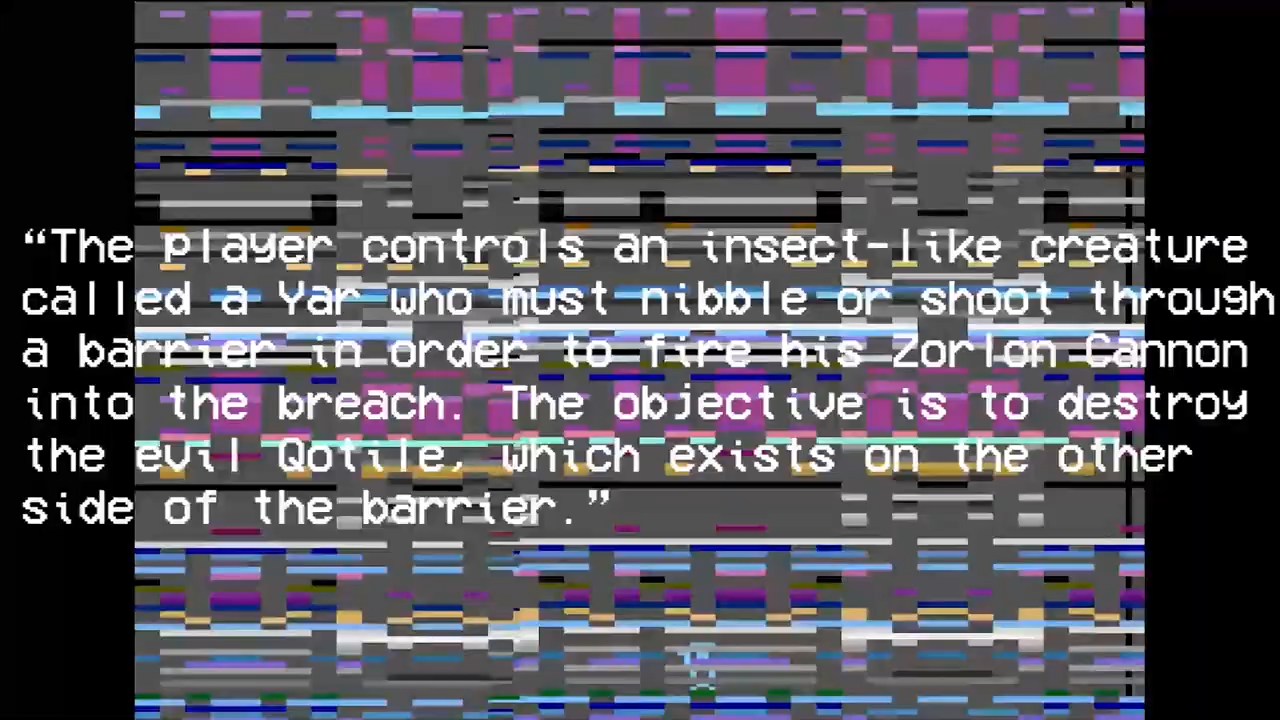 “The player controls an insect-like creature
called a Yar who must nibble or shoot through
a barrier in order to fire his Zorlon Cannon
into the breach. The objective is to destroy
the evil Qotile, which exists on the other
side of the barrier.”